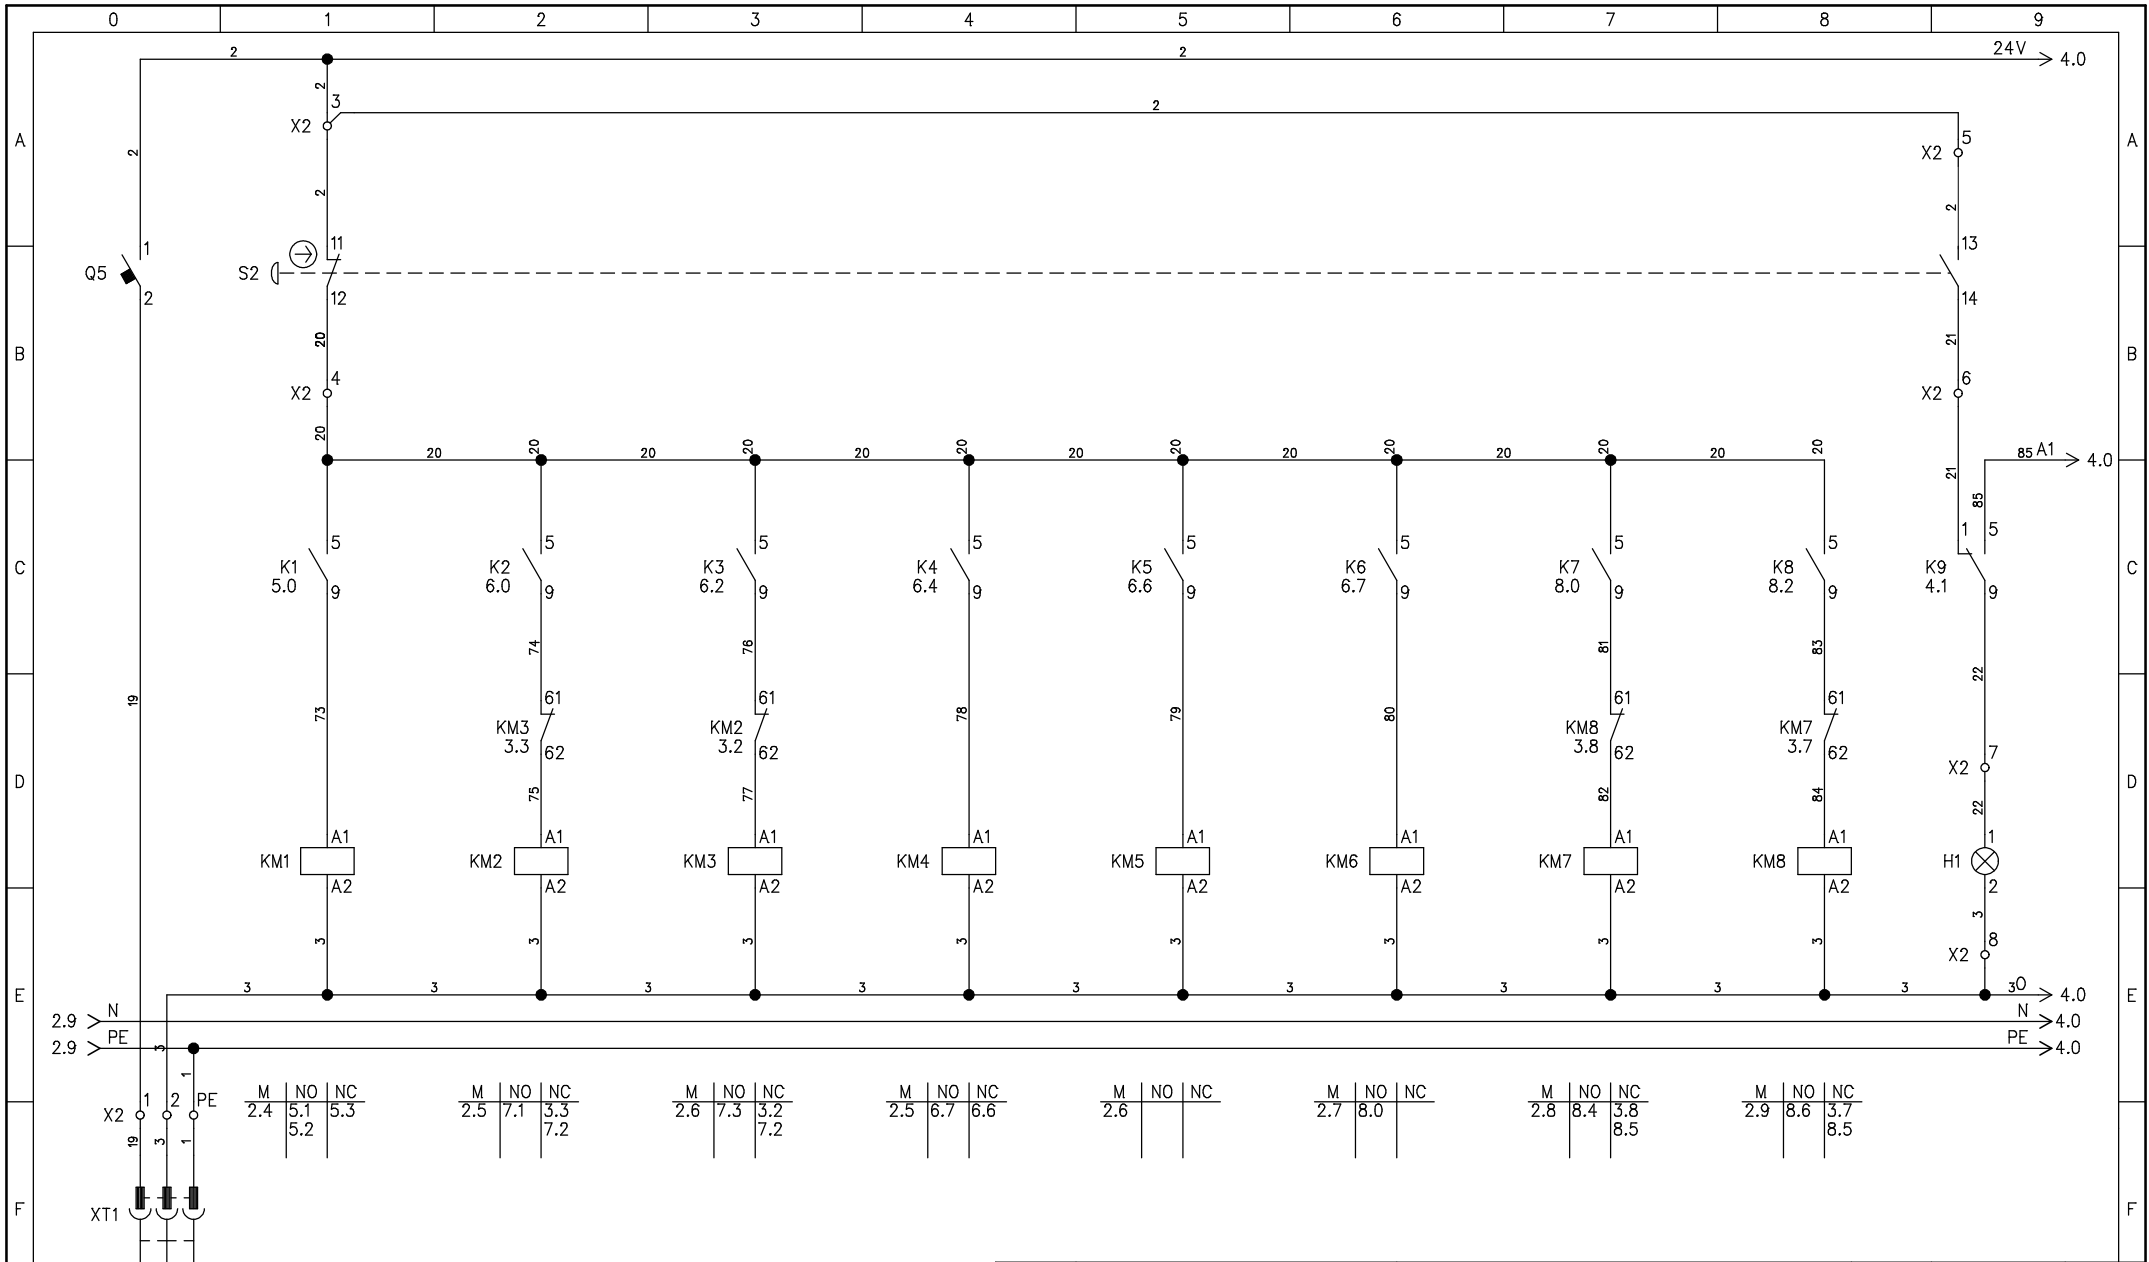 0 1 2 3 4 5 6 7 8 9
2 2 24V 4.0
2 3 2
X2 5
A 2 X2 A
2 2
1 11 13
Q5 S2
2 12 14
20 21
B B
4 6
X2 X2
20 20 20 20 20 20 20 20
20 20 20 20 20 20 20 21 85 A1 4.0
85
1 5
5 5 5 5 5 5 5 5
C K1 K2 K3 K4 K5 K6 K7 K8 K9 C
5.0 6.0 6.2 6.4 6.6 6.7 8.0 8.2 4.1
9 9 9 9 9 9 9 9 9
74 76 81 83
22
19 61 61 61 61
73 KM3 KM2 78 79 80 KM8 KM7
3.3 3.2 3.8 3.7
62 62 62 62 7
X2
D D
75 77 82 84 22
A1 A1 A1 A1 A1 A1 A1 A1 1
KM1 KM2 KM3 KM4 KM5 KM6 KM7 KM8 H1
A2 A2 A2 A2 A2 A2 A2 A2 2
3 3 3 3 3 3 3 3 3
8
X2
3 3 3 3 3 3 3 3 3 3 0
E 4.0 E
2.9 N N 4.0
2.9 PE PE 4.0
3 1
M NO NC M NO NC M NO NC M NO NC M NO NC M NO NC M NO NC M NO NC
X2 1 2 PE
2.4 5.1 5.3 2.5 7.1 3.3 2.6 7.3 3.2 2.5 6.7 6.6 2.6 2.7 8.0 2.8 8.4 3.8 2.9 8.6 3.7
5.2 7.2 7.2 8.5 8.5
19 3 1
F XT1 F